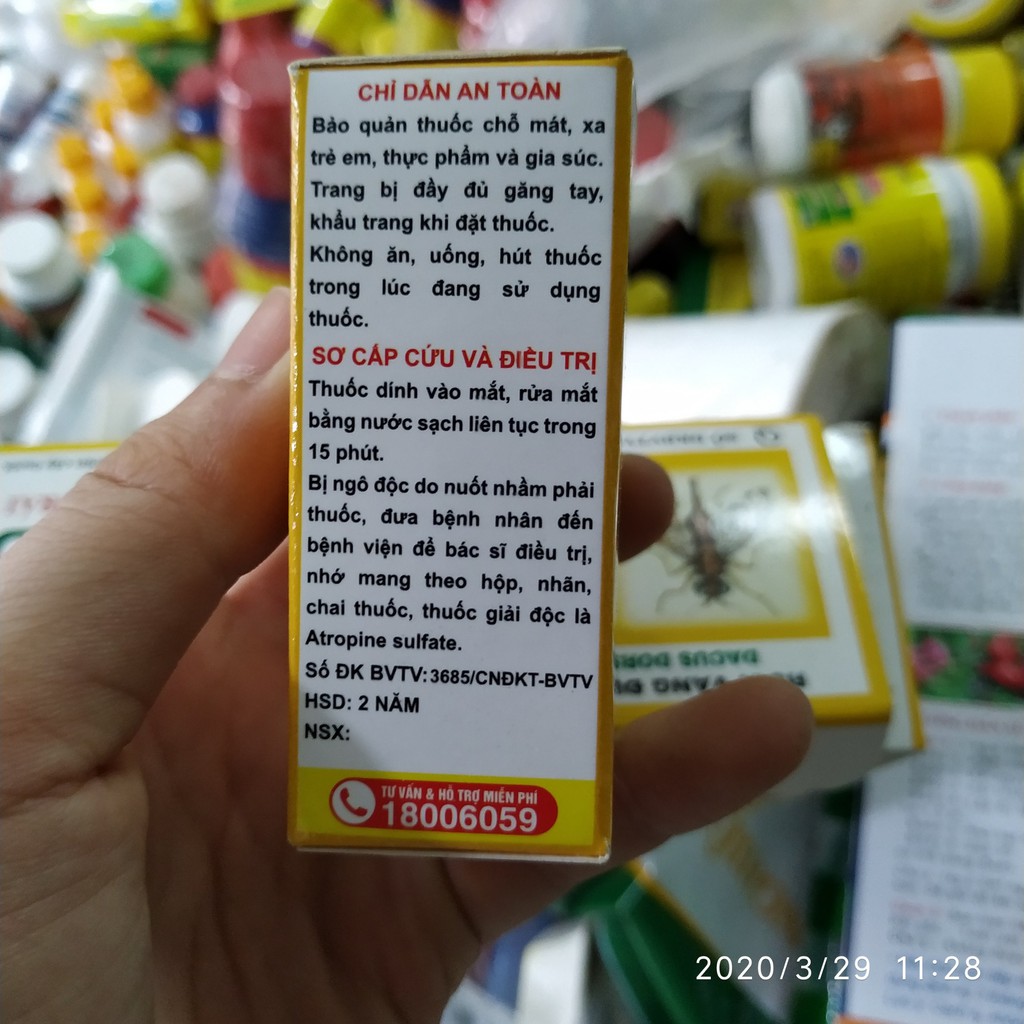 CHỈ DẪN AN TOÀN
Bảo quản thuốc chỗ mát, xa
trẻ em, thực phẩm và gia súc.
Trang bị đầy đủ găng tay,
khẩu trang khi đặt thuốc.
Không ăn, uống, hút thuốc
trong lúc đang sử dụng
thuốc.
SƠ CẤP CỨU VÀ ĐIỀU TRỊ
Thuốc dính vào mắt, rửa mắt
bằng nước sạch liên tục trong
15 phút.
Bị ngô độc do nuốt nhầm phải
thuốc, đưa bệnh nhân đến
bệnh viện để bác sĩ điều trị,
nhớ mang theo hộp, nhãn,
chai thuốc, thuốc giải độc là
Atropine sulfate.
Số ĐK BVTV: 3685/CNĐKT-BVTV
HSD: 2 NĂM
NSX:
TƯ VẤN & HỖ TRỢ MIỄN PHÍ
18006059
DACUS DORS
2020/3/29 11:28